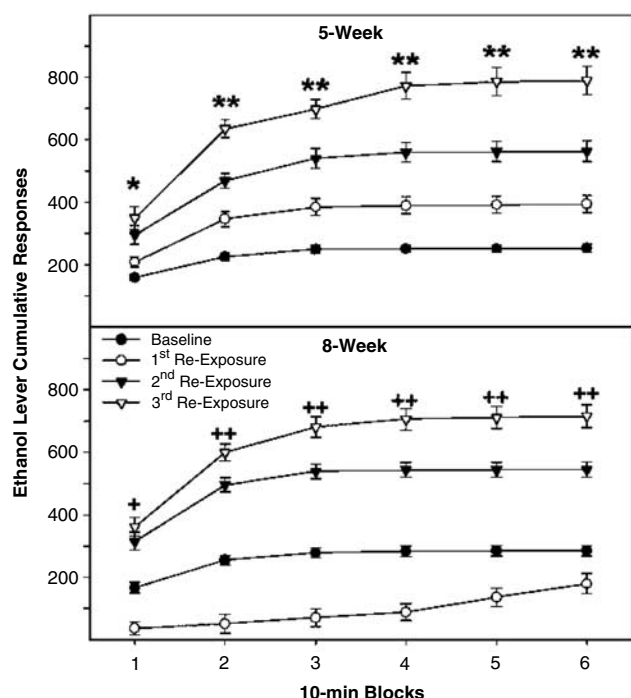 5-Week
800
600
400
200
*
**
**
**
**
**
Ethanol Lever Cumulative Responses
8-Week
Baseline
1st Re-Exposure
2nd Re-Exposure
3rd Re-Exposure
800
600
400
200
+
++
++
++
++
++
1 2 3 4 5 6
10-min Blocks